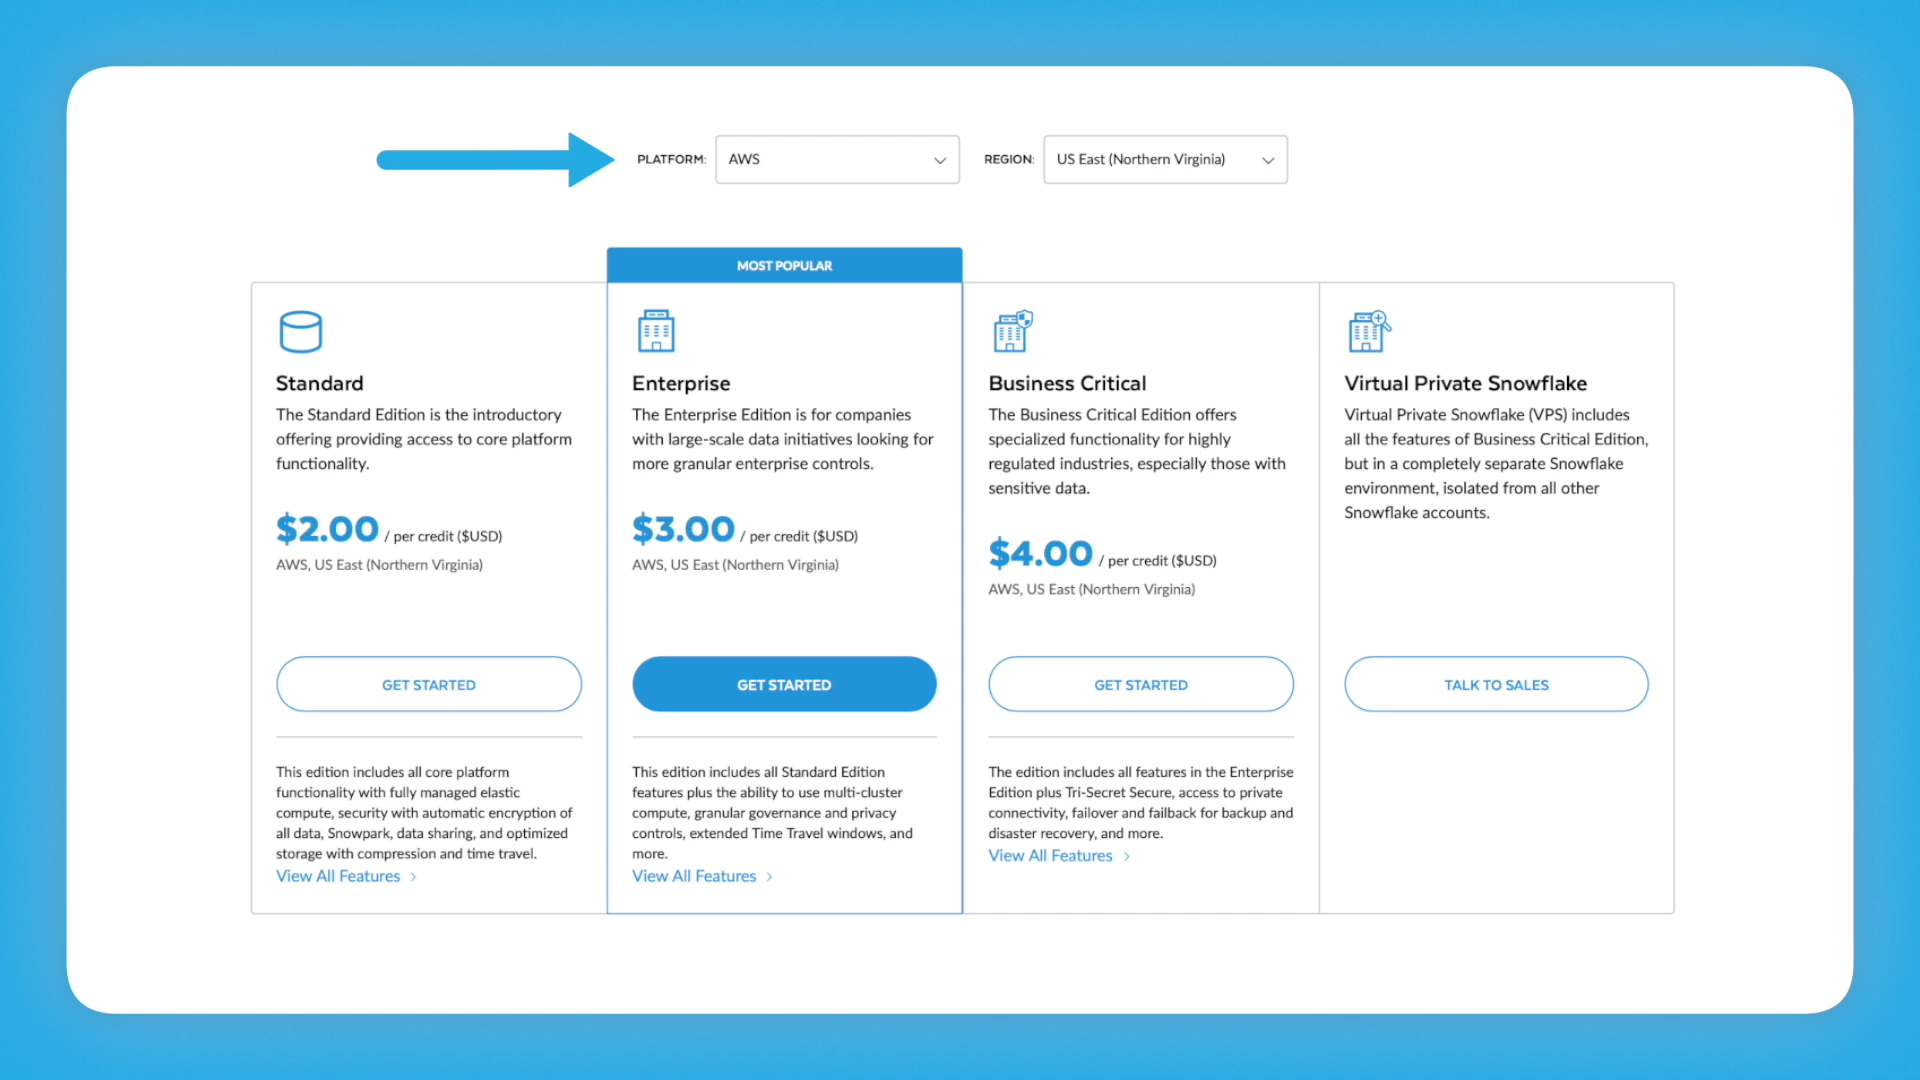 PLATFORM: AWS REGION: US East (Northern Virginia)
MOST POPULAR
Standard
The Standard Edition is the introductory
offering providing access to core platform
functionality.
$2.00 / per credit ($USD)
AWS, US East (Northern Virginia)
GET STARTED
This edition includes all core platform
functionality with fully managed elastic
compute, security with automatic encryption of
all data, Snowpark, data sharing, and optimized
storage with compression and time travel.
View All Features
Enterprise
The Enterprise Edition is for companies
with large-scale data initiatives looking for
more granular enterprise controls.
$3.00 / per credit ($USD)
AWS, US East (Northern Virginia)
GET STARTED
This edition includes all Standard Edition
features plus the ability to use multi-cluster
compute, granular governance and privacy
controls, extended Time Travel windows, and
more.
View All Features
Business Critical
The Business Critical Edition offers
specialized functionality for highly
regulated industries, especially those with
sensitive data.
$4.00 / per credit ($USD)
AWS, US East (Northern Virginia)
GET STARTED
The edition includes all features in the Enterprise
Edition plus Tri-Secret Secure, access to private
connectivity, failover and failback for backup and
disaster recovery, and more.
View All Features
Virtual Private Snowflake
Virtual Private Snowflake (VPS) includes
all the features of Business Critical Edition,
but in a completely separate Snowflake
environment, isolated from all other
Snowflake accounts.
TALK TO SALES